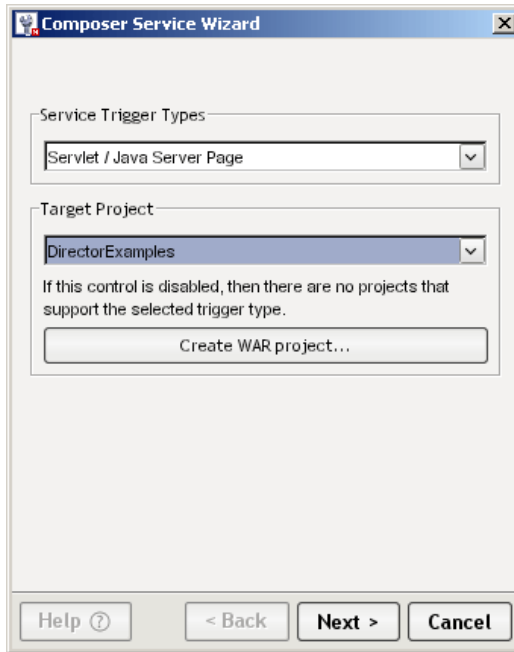 Composer Service Wizard
Service Trigger Types
Servlet / Java Server Page
Target Project
DirectorExamples
If this control is disabled, then there are no projects that
support the selected trigger type.
Create WAR project...
Help ?
< Back
Next >
Cancel